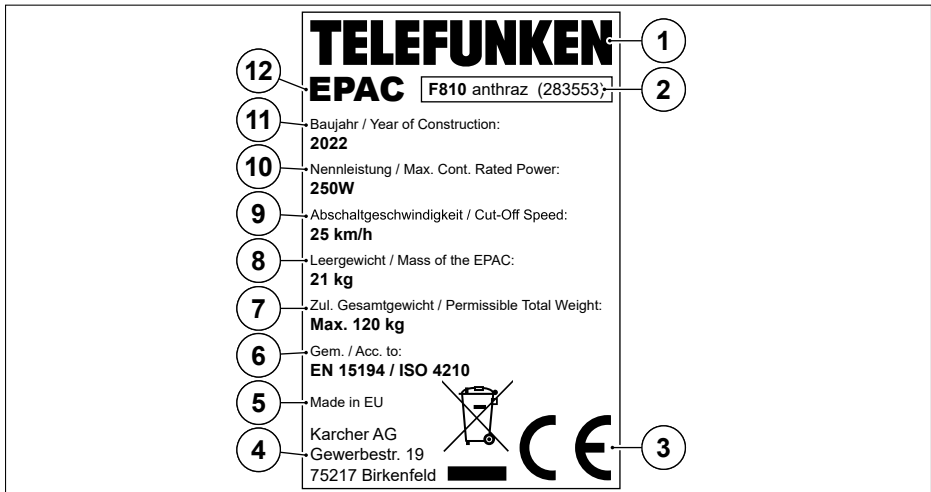 TELEFUNKEN
1
12
EPAC F810 anthraz (283553)
2
11
Baujahr / Year of Construction:
2022
10
Nennleistung / Max. Cont. Rated Power:
250W
9
Abschaltgeschwindigkeit / Cut-Off Speed:
25 km/h
8
Leergewicht / Mass of the EPAC:
21 kg
7
Zul. Gesamtgewicht / Permissible Total Weight:
Max. 120 kg
6
Gem. / Acc. to:
EN 15194 / ISO 4210
5
Made in EU
4
Karcher AG
Gewerbestr. 19
75217 Birkenfeld
CE
3